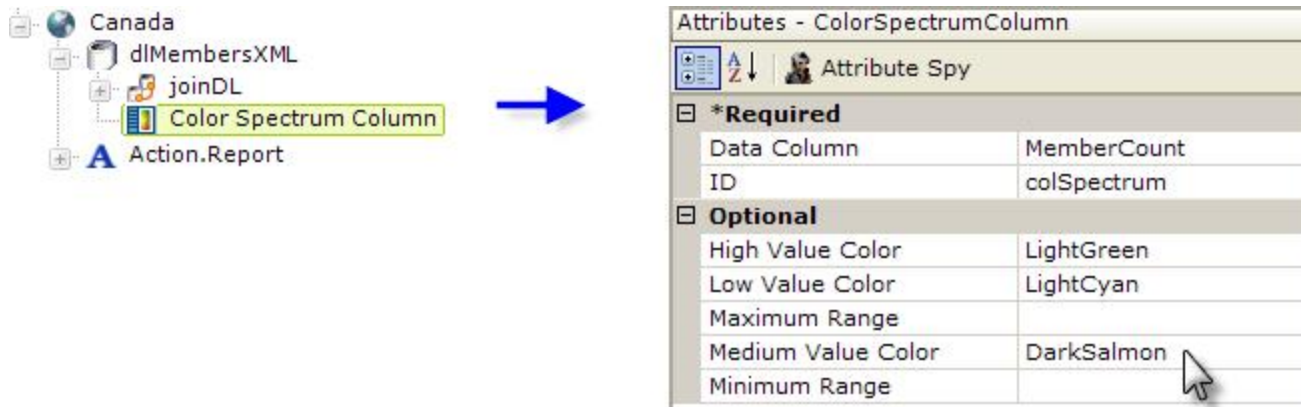 Canada
dlMembersXML
joinDL
Color Spectrum Column
Action.Report
Attributes - ColorSpectrumColumn
Attribute Spy
*Required
Data Column MemberCount
ID colSpectrum
Optional
High Value Color LightGreen
Low Value Color LightCyan
Maximum Range
Medium Value Color DarkSalmon
Minimum Range